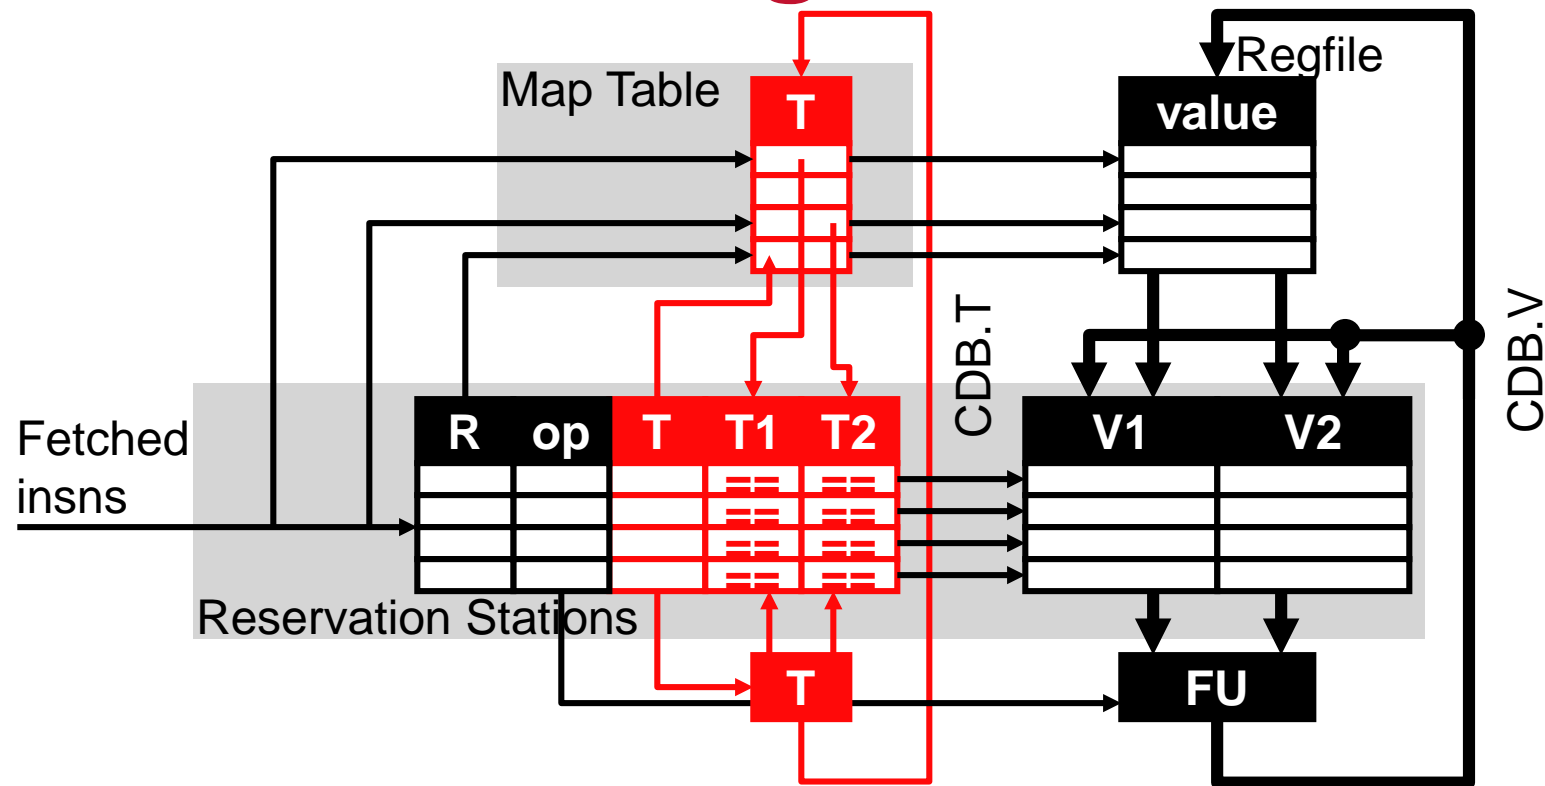 Regfile
Map Table
T
value
CDB.T
CDB.V
Fetched
insns
R op T T1 T2
V1 V2
== ==
== ==
== ==
== ==
Reservation Stations
T
FU